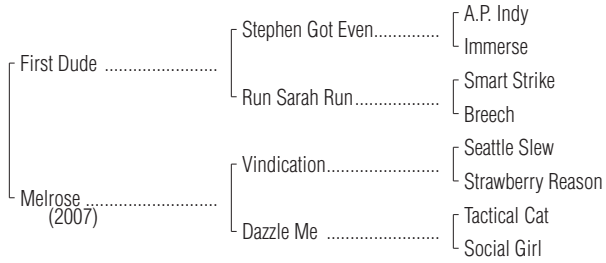 A.P. Indy
Stephen Got Even..............
Immerse
First Dude ........................
Smart Strike
Run Sarah Run..................
Breech
Seattle Slew
Vindication........................
Strawberry Reason
Melrose ............................
(2007)
Tactical Cat
Dazzle Me ........................
Social Girl